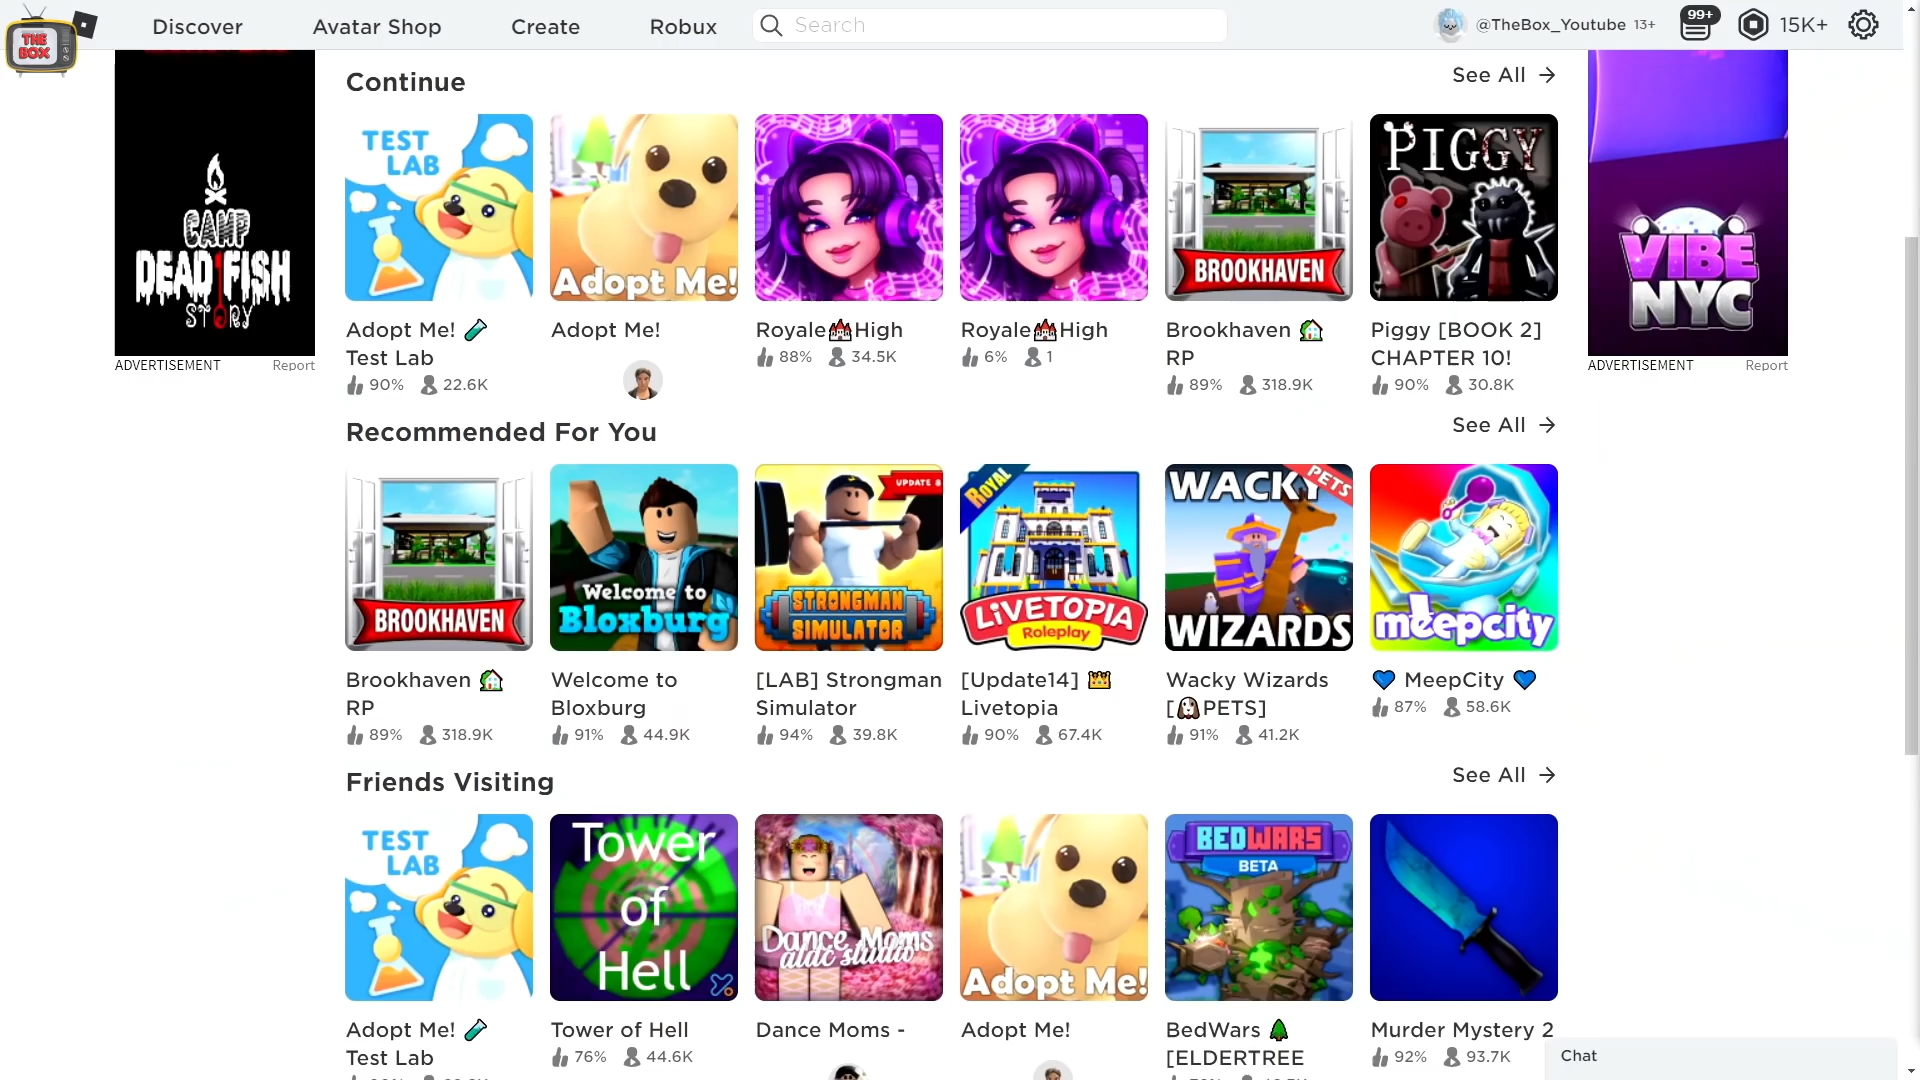 THE
BOX
Discover
Avatar Shop
Create
Robux
Search
@TheBox_Youtube 13+
99+
15K+
CAMP
DEAD FISH
STORY
ADVERTISEMENT Report
VIBE
NYC
ADVERTISEMENT Report
Continue
See All
TEST
LAB
Adopt Me!
BROOKHAVEN
PIGGY
Adopt Me!
Test Lab
90% 22.6K
Adopt Me!
Royale High
88% 34.5K
Royale High
6% 1
Brookhaven
RP
89% 318.9K
Piggy [BOOK 2]
CHAPTER 10!
90% 30.8K
Recommended For You
See All
BROOKHAVEN
Welcome to
Bloxburg
UPDATE 8
STRONGMAN
SIMULATOR
ROYAL
LIVETOPIA
Roleplay
WACKY
PETS
WIZARDS
meepcity
Brookhaven
RP
89% 318.9K
Welcome to
Bloxburg
91% 44.9K
[LAB] Strongman
Simulator
94% 39.8K
[Update14]
Livetopia
90% 67.4K
Wacky Wizards
[PETS]
91% 41.2K
MeepCity
87% 58.6K
Friends Visiting
See All
TEST
LAB
Tower
of
Hell
Dance Moms
aldc studio
Adopt Me!
BEDWARS
BETA
Adopt Me!
Test Lab
Tower of Hell
76% 44.6K
Dance Moms -
Adopt Me!
BedWars
[ELDERTREE
Murder Mystery 2
92% 93.7K
Chat